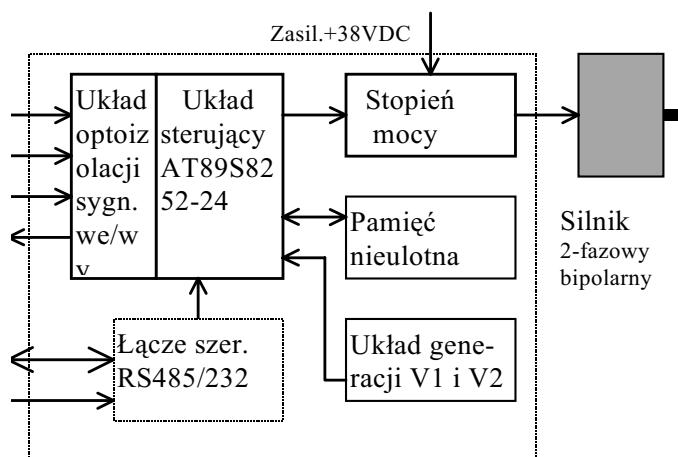 Zasil.+38VDC
Układ
optoiz
olacji
sygn.
we/w
y
Układ
sterujący
AT89S82
52-24
Stopień
mocy
Pamięć
nieulotna
Silnik
2-fazowy
bipolarny
Łącze szer.
RS485/232
Układ gene-
racji V1 i V2